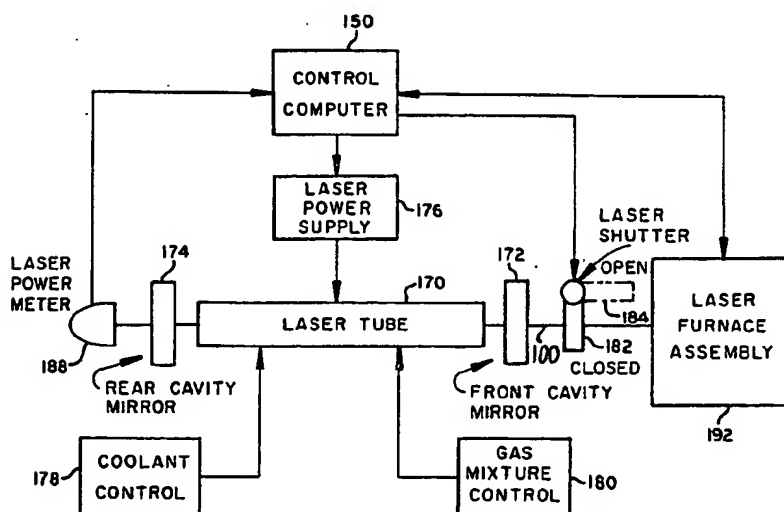 150
CONTROL
COMPUTER
LASER
POWER
SUPPLY
176
LASER
SHUTTER
LASER
POWER
METER
174
170
172
OPEN
184
LASER TUBE
188
100
182
CLOSED
LASER
FURNACE
ASSEMBLY
REAR CAVITY
MIRROR
FRONT CAVITY
MIRROR
192
178
COOLANT
CONTROL
GAS
MIXTURE
CONTROL
180